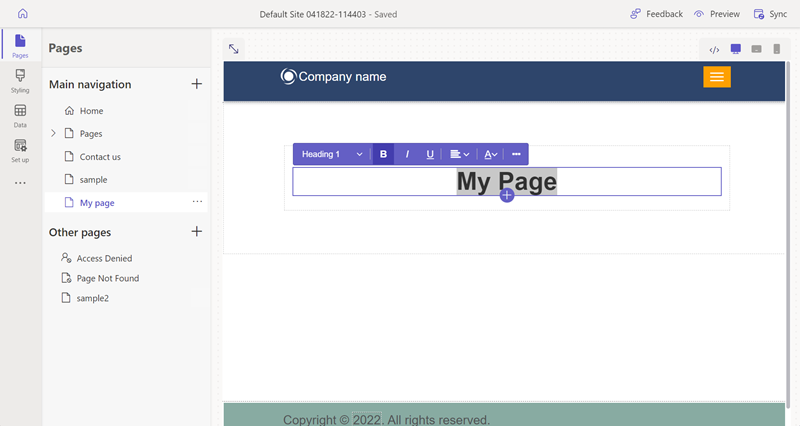 Default Site 041822-114403 - Saved
Feedback
Preview
Sync
Pages
Styling
Data
Set up
Pages
Main navigation
Home
Pages
Contact us
sample
My page
Other pages
Access Denied
Page Not Found
sample2
Company name
Heading 1
B I U A
My Page
Copyright © 2022. All rights reserved.